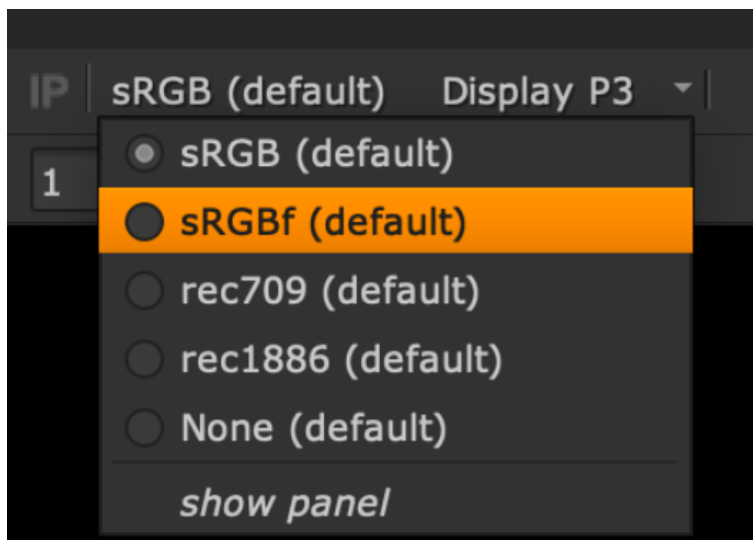 IP sRGB (default) Display P3
sRGB (default)
1
sRGBf (default)
rec709 (default)
rec1886 (default)
None (default)
show panel